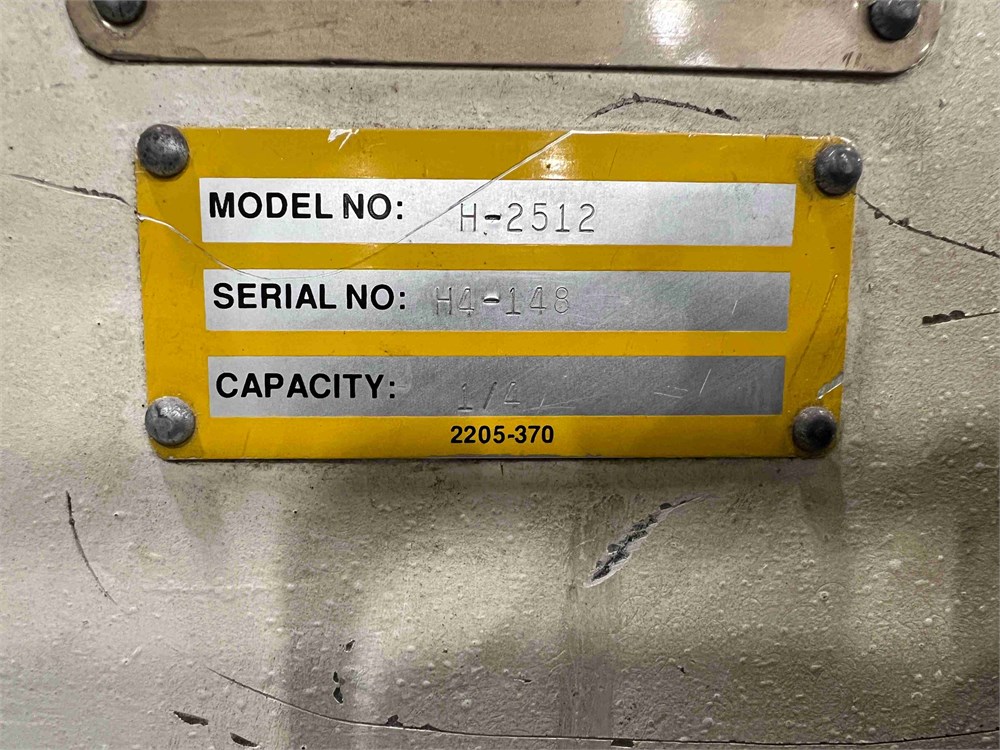 MODEL NO: H-2512
SERIAL NO: H4-148
CAPACITY: 1/4
2205-370